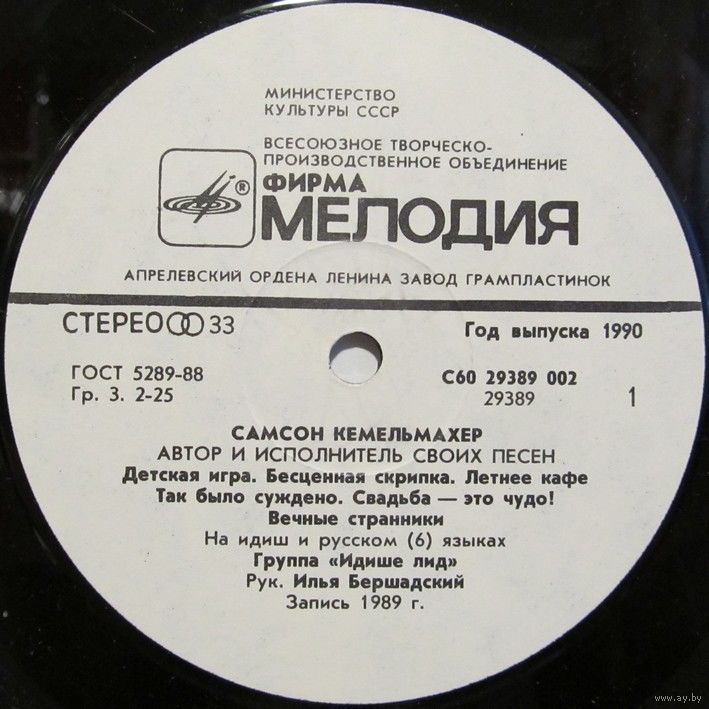 МИНИСТЕРСТВО
КУЛЬТУРЫ СССР
ВСЕСОЮЗНОЕ ТВОРЧЕСКО-
ПРОИЗВОДСТВЕННОЕ ОБЪЕДИНЕНИЕ
®
ФИРМА
МЕЛОДИЯ
АПРЕЛЕВСКИЙ ОРДЕНА ЛЕНИНА ЗАВОД ГРАМПЛАСТИНОК
СТЕРЕО 33
Год выпуска 1990
ГОСТ 5289-88
С60 29389 002
Гр. 3. 2-25
29389
1
САМСОН КЕМЕЛЬМАХЕР
АВТОР И ИСПОЛНИТЕЛЬ СВОИХ ПЕСЕН
Детская игра. Бесценная скрипка. Летнее кафе
Так было суждено. Свадьба — это чудо!
Вечные странники
На идиш и русском (6) языках
Группа «Идише лид»
Рук. Илья Бершадский
Запись 1989 г.
www.ay.by